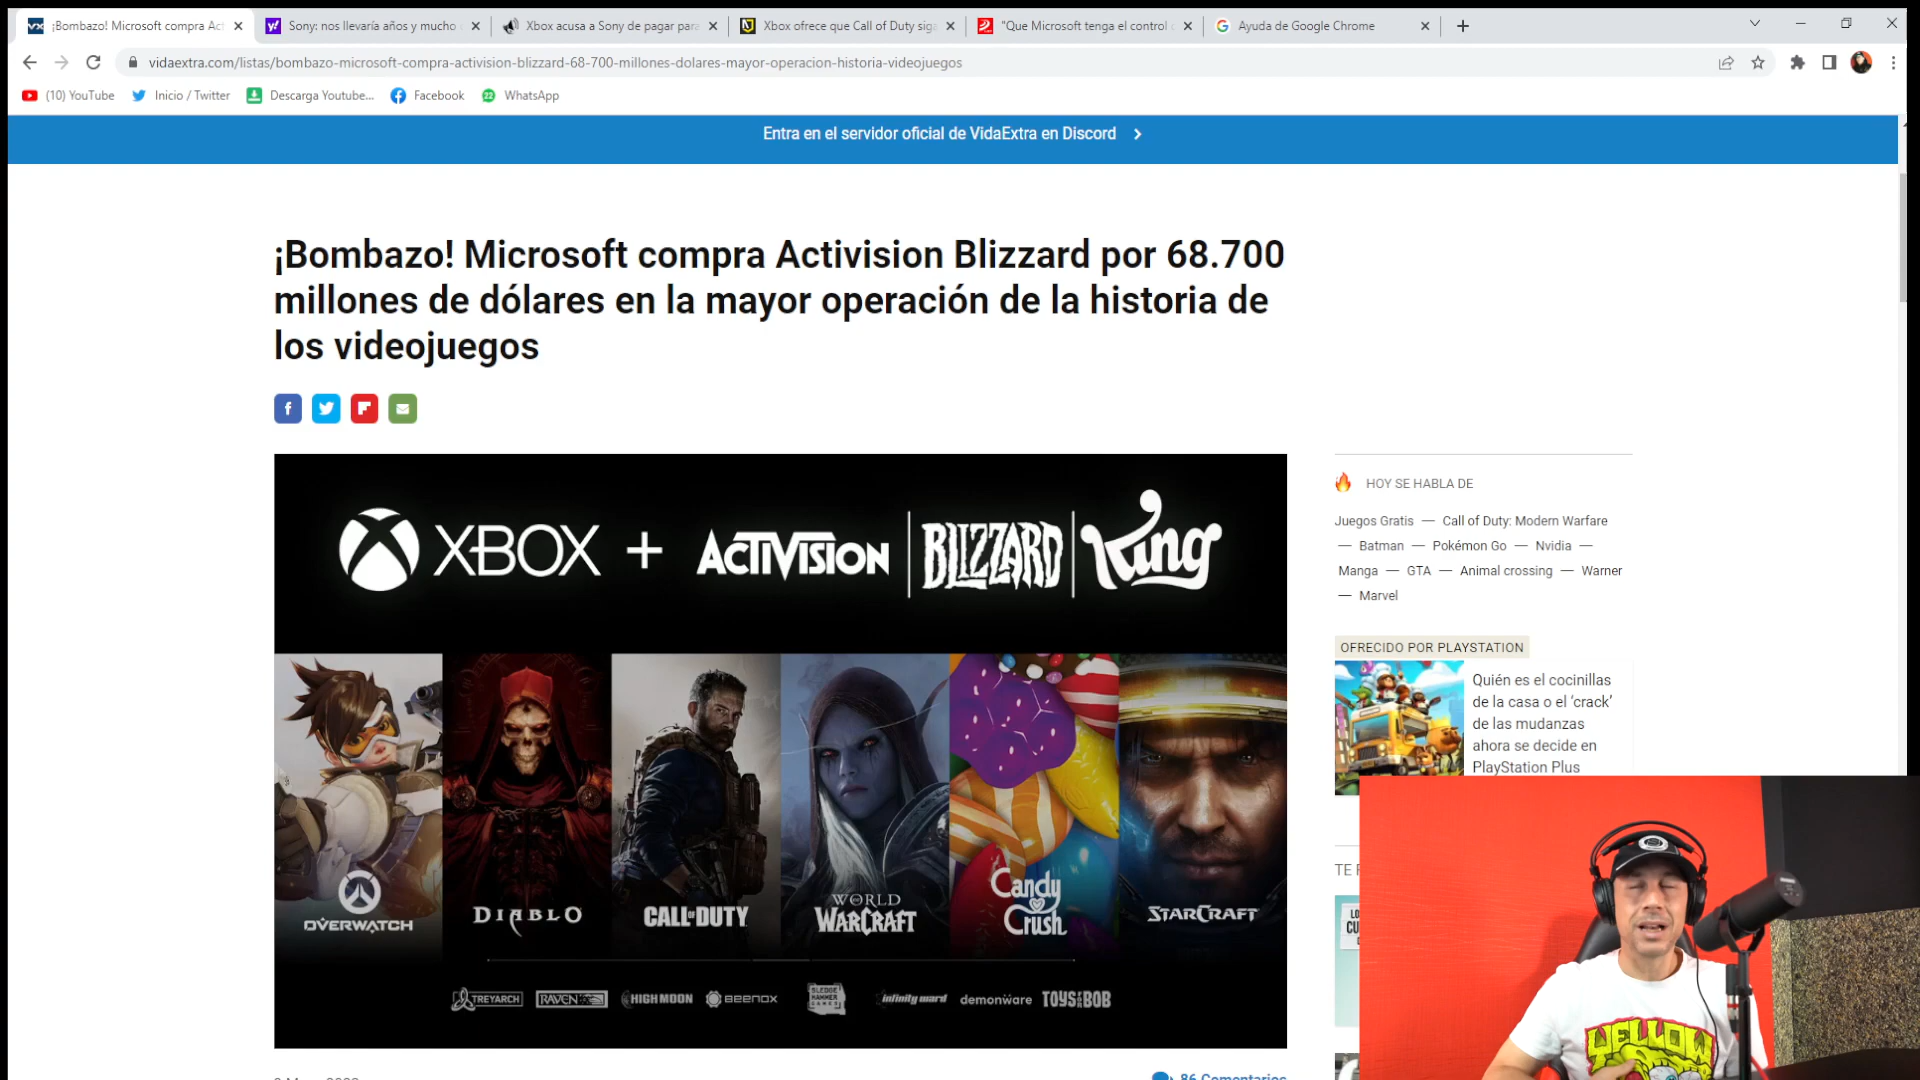 ¡Bombazo! Microsoft compra Act
Sony: nos llevaría años y mucho
Xbox acusa a Sony de pagar para
Xbox ofrece que Call of Duty siga
"Que Microsoft tenga el control
Ayuda de Google Chrome
vidaextra.com/listas/bombazo-microsoft-compra-activision-blizzard-68-700-millones-dolares-mayor-operacion-historia-videojuegos
(10) YouTube
Inicio / Twitter
Descarga Youtube...
Facebook
WhatsApp
Entra en el servidor oficial de VidaExtra en Discord
¡Bombazo! Microsoft compra Activision Blizzard por 68.700
millones de dólares en la mayor operación de la historia de
los videojuegos
XBOX + ACTIVISION BLIZZARD King
OVERWATCH
DIABLO
CALL OF DUTY
WORLD
WARCRAFT
Candy
Crush
STARCRAFT
TREYARCH RAVEN HIGH MOON BEENOX SLEDGEHAMMER GAMES infinity ward demonware TOYS FOR BOB
86 Comentarios
HOY SE HABLA DE
Juegos Gratis — Call of Duty: Modern Warfare
— Batman — Pokémon Go — Nvidia —
Manga — GTA — Animal crossing — Warner
— Marvel
OFRECIDO POR PLAYSTATION
Quién es el cocinillas
de la casa o el ‘crack’
de las mudanzas
ahora se decide en
PlayStation Plus
YELLOW